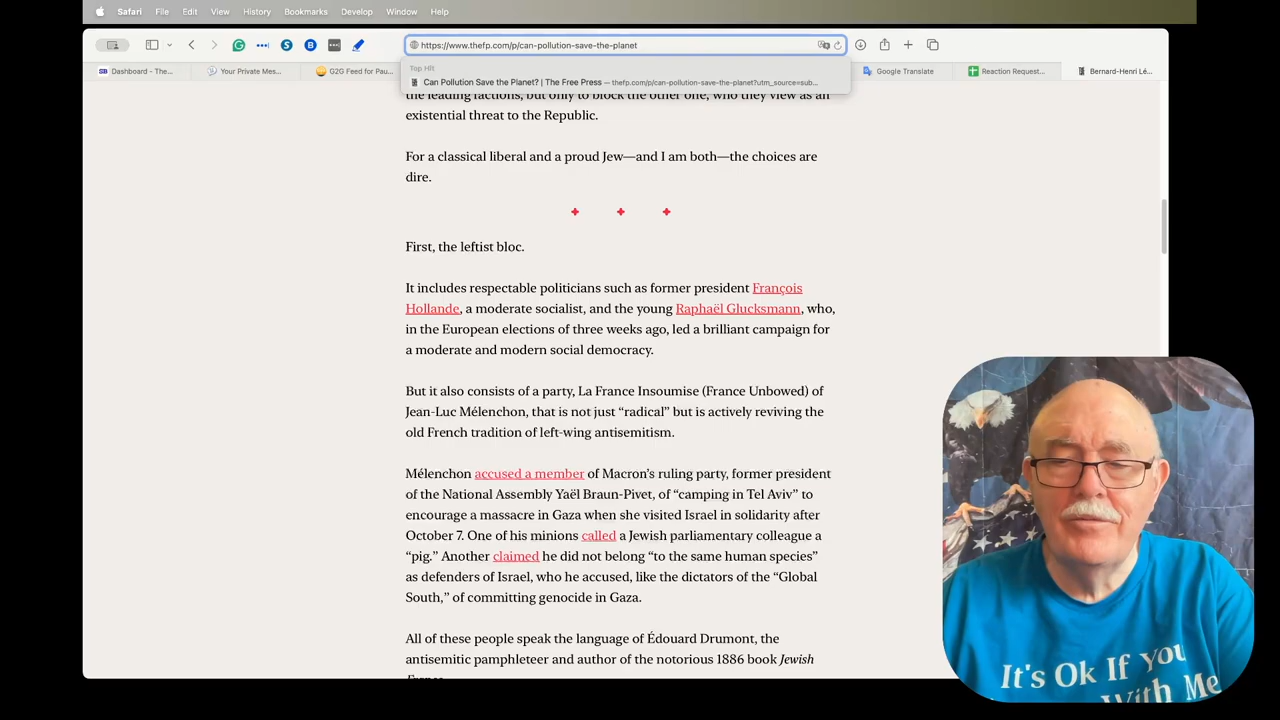 Safari File Edit View History Bookmarks Develop Window Help
https://www.thefp.com/p/can-pollution-save-the-planet
Top Hit
Can Pollution Save the Planet? | The Free Press — thefp.com/p/can-pollution-save-the-planet?utm_source=sub...
Dashboard - The... Your Private Mes... G2G Feed for Pau... Google Translate Reaction Request... Bernard-Henri Lé...
the leading factions, but only to block the other one, who they view as an
existential threat to the Republic.
For a classical liberal and a proud Jew—and I am both—the choices are
dire.
First, the leftist bloc.
It includes respectable politicians such as former president François
Hollande, a moderate socialist, and the young Raphaël Glucksmann, who,
in the European elections of three weeks ago, led a brilliant campaign for
a moderate and modern social democracy.
But it also consists of a party, La France Insoumise (France Unbowed) of
Jean-Luc Mélenchon, that is not just “radical” but is actively reviving the
old French tradition of left-wing antisemitism.
Mélenchon accused a member of Macron’s ruling party, former president
of the National Assembly Yaël Braun-Pivet, of “camping in Tel Aviv” to
encourage a massacre in Gaza when she visited Israel in solidarity after
October 7. One of his minions called a Jewish parliamentary colleague a
“pig.” Another claimed he did not belong “to the same human species”
as defenders of Israel, who he accused, like the dictators of the “Global
South,” of committing genocide in Gaza.
All of these people speak the language of Édouard Drumont, the
antisemitic pamphleteer and author of the notorious 1886 book Jewish
France
It's Ok If You
With Me